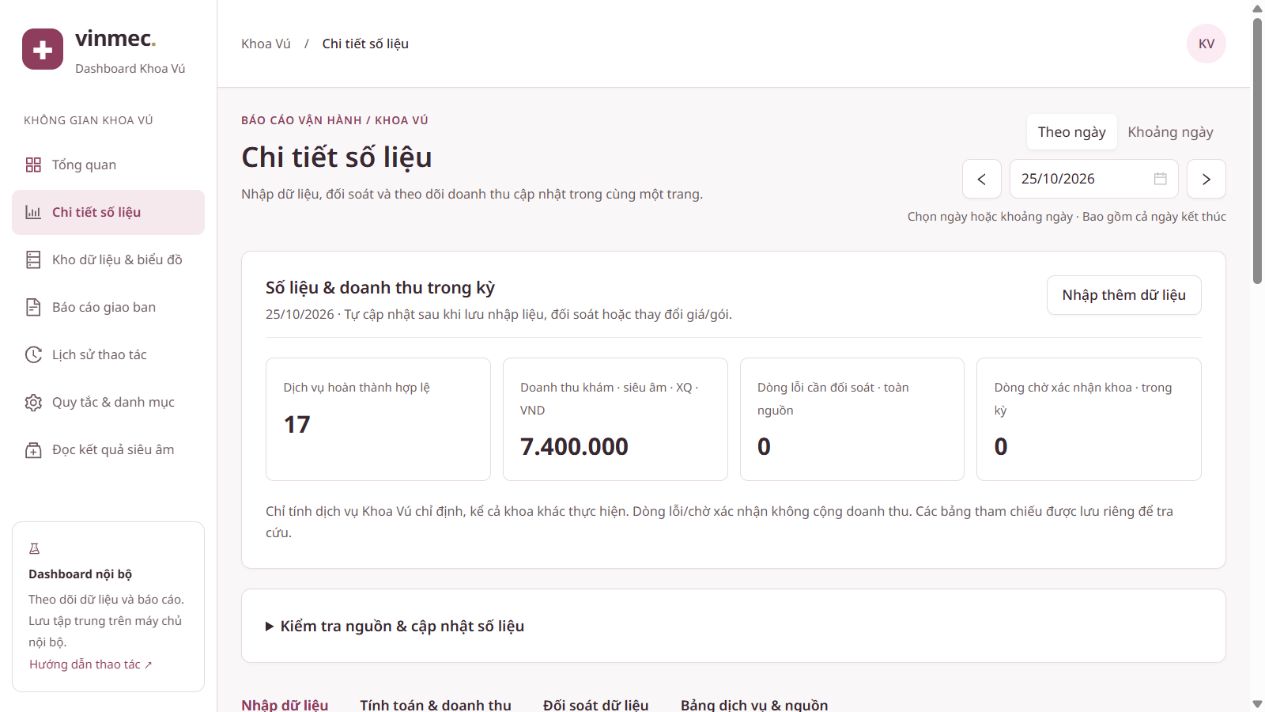 vinmec.
Dashboard Khoa Vú
KHÔNG GIAN KHOA VÚ
Tổng quan
Chi tiết số liệu
Kho dữ liệu & biểu đồ
Báo cáo giao ban
Lịch sử thao tác
Quy tắc & danh mục
Đọc kết quả siêu âm
Dashboard nội bộ
Theo dõi dữ liệu và báo cáo.
Lưu tập trung trên máy chủ
nội bộ.
Hướng dẫn thao tác ↗
Khoa Vú / Chi tiết số liệu
KV
BÁO CÁO VẬN HÀNH / KHOA VÚ
Chi tiết số liệu
Nhập dữ liệu, đối soát và theo dõi doanh thu cập nhật trong cùng một trang.
Theo ngày Khoảng ngày
25/10/2026
Chọn ngày hoặc khoảng ngày · Bao gồm cả ngày kết thúc
Số liệu & doanh thu trong kỳ
25/10/2026 · Tự cập nhật sau khi lưu nhập liệu, đối soát hoặc thay đổi giá/gói.
Nhập thêm dữ liệu
Dịch vụ hoàn thành hợp lệ
17
Doanh thu khám · siêu âm · XQ ·
VND
7.400.000
Dòng lỗi cần đối soát · toàn
nguồn
0
Dòng chờ xác nhận khoa · trong
kỳ
0
Chỉ tính dịch vụ Khoa Vú chỉ định, kể cả khoa khác thực hiện. Dòng lỗi/chờ xác nhận không cộng doanh thu. Các bảng tham chiếu được lưu riêng để tra
cứu.
▶ Kiểm tra nguồn & cập nhật số liệu
Nhập dữ liệu Tính toán & doanh thu Đối soát dữ liệu Bảng dịch vụ & nguồn